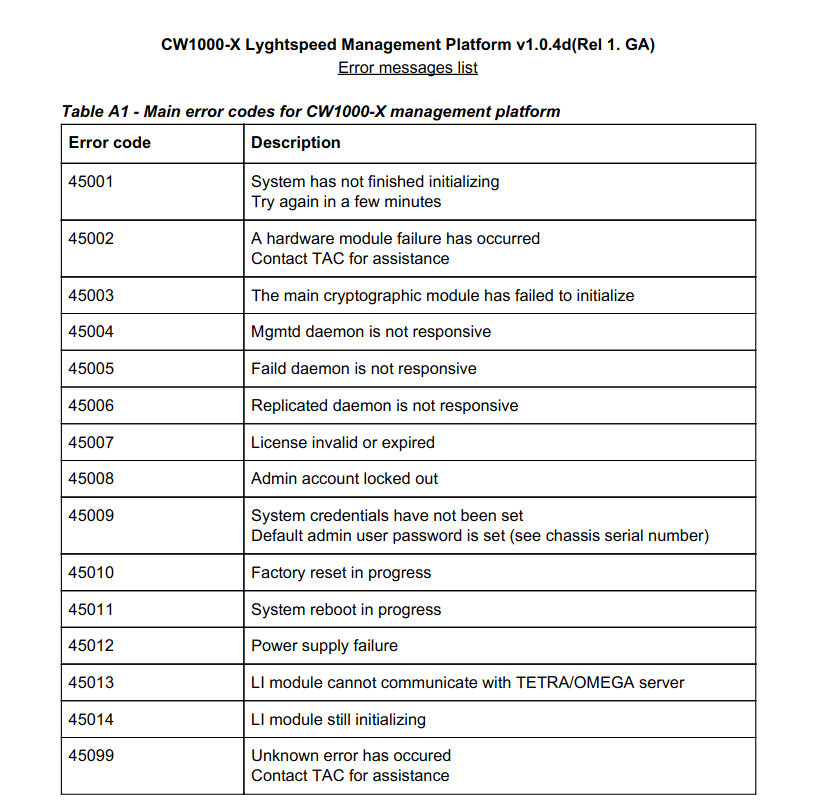 CW1000-X Lyghtspeed Management Platform v1.0.4d(Rel 1. GA)
Error messages list
Table A1 - Main error codes for CW1000-X management platform
Error code Description
45001 System has not finished initializing
Try again in a few minutes
45002 A hardware module failure has occurred
Contact TAC for assistance
45003 The main cryptographic module has failed to initialize
45004 Mgmtd daemon is not responsive
45005 Faild daemon is not responsive
45006 Replicated daemon is not responsive
45007 License invalid or expired
45008 Admin account locked out
45009 System credentials have not been set
Default admin user password is set (see chassis serial number)
45010 Factory reset in progress
45011 System reboot in progress
45012 Power supply failure
45013 LI module cannot communicate with TETRA/OMEGA server
45014 LI module still initializing
45099 Unknown error has occured
Contact TAC for assistance